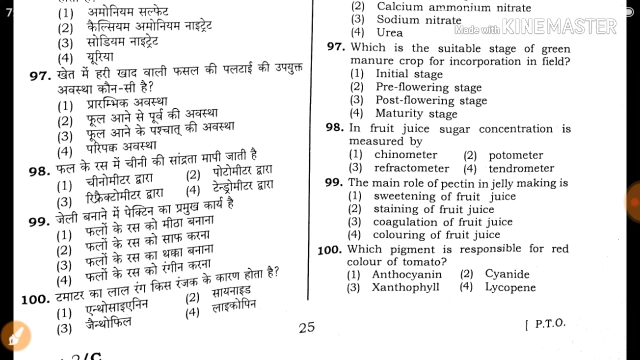 (1) अमोनियम सल्फेट
(2) कैल्सियम अमोनियम नाइट्रेट
(3) सोडियम नाइट्रेट
(4) यूरिया
97. खेत में हरी खाद वाली फसल की पलटाई की उपयुक्त
अवस्था कौन-सी है?
(1) प्रारम्भिक अवस्था
(2) फूल आने से पूर्व की अवस्था
(3) फूल आने के पश्चात् की अवस्था
(4) परिपक्व अवस्था
98. फल के रस में चीनी की सांद्रता मापी जाती है
(1) चीनोमीटर द्वारा (2) पोटोमीटर द्वारा
(3) रिफ्रैक्टोमीटर द्वारा (4) टेन्ड्रोमीटर द्वारा
99. जेली बनाने में पेक्टिन का प्रमुख कार्य है
(1) फलों के रस को मीठा बनाना
(2) फलों के रस को साफ करना
(3) फलों के रस का थका बनाना
(4) फलों के रस को रंगीन करना
100. टमाटर का लाल रंग किस रंजक के कारण होता है?
(1) एन्थोसाइएनिन (2) सायनाइड
(3) जैन्थोफिल (4) लाइकोपिन
(2) Calcium ammonium nitrate
(3) Sodium nitrate
(4) Urea
Made with KINEMASTER
97. Which is the suitable stage of green
manure crop for incorporation in field?
(1) Initial stage
(2) Pre-flowering stage
(3) Post-flowering stage
(4) Maturity stage
98. In fruit juice sugar concentration is
measured by
(1) chinometer (2) potometer
(3) refractometer (4) tendrometer
99. The main role of pectin in jelly making is
(1) sweetening of fruit juice
(2) staining of fruit juice
(3) coagulation of fruit juice
(4) colouring of fruit juice
100. Which pigment is responsible for red
colour of tomato?
(1) Anthocyanin (2) Cyanide
(3) Xanthophyll (4) Lycopene
25
[ P.T.O.